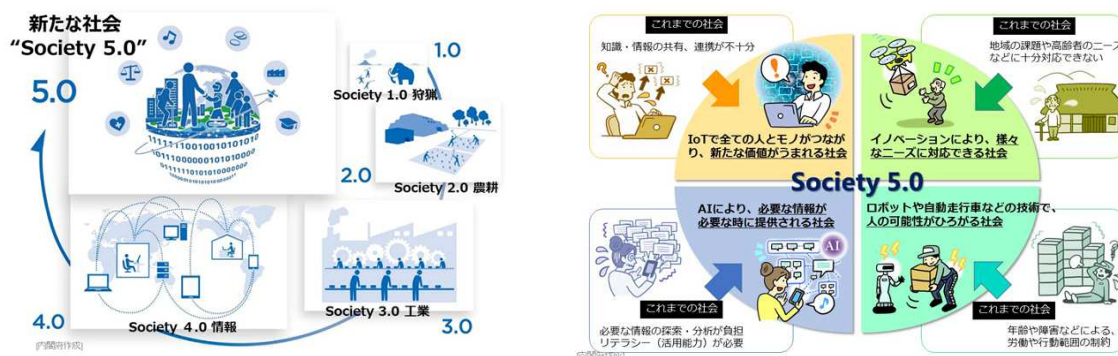 新たな社会
“Society 5.0”
5.0
1.0
Society 1.0 狩猟
2.0
Society 2.0 農耕
4.0
Society 4.0 情報
Society 3.0 工業
3.0
[内閣府作成]
これまでの社会
知識・情報の共有、連携が不十分
IoTで全ての人とモノがつなが
り、新たな価値がうまれる社会
これまでの社会
地域の課題や高齢者のニーズ
などに十分対応できない
イノベーションにより、様々
なニーズに対応できる社会
Society 5.0
AIにより、必要な情報が
必要な時に提供される社会
AI
これまでの社会
必要な情報の探索・分析が負担
リテラシー（活用能力）が必要
ロボットや自動走行車などの技術で、
人の可能性がひろがる社会
これまでの社会
年齢や障害などによる、
労働や行動範囲の制約